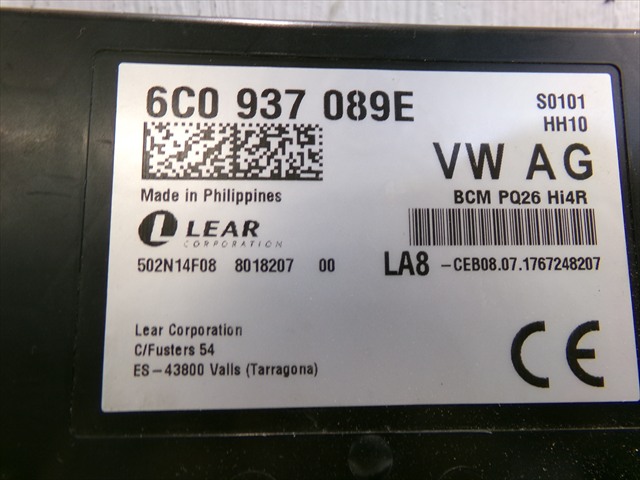 6C0 937 089E
S0101
HH10
VW AG
BCM PQ26 Hi4R
Made in Philippines
LEAR
CORPORATION
502N14F08 8018207 00
LA8 -CEB08.07.1767248207
Lear Corporation
C/Fusters 54
ES-43800 Valls (Tarragona)
CE